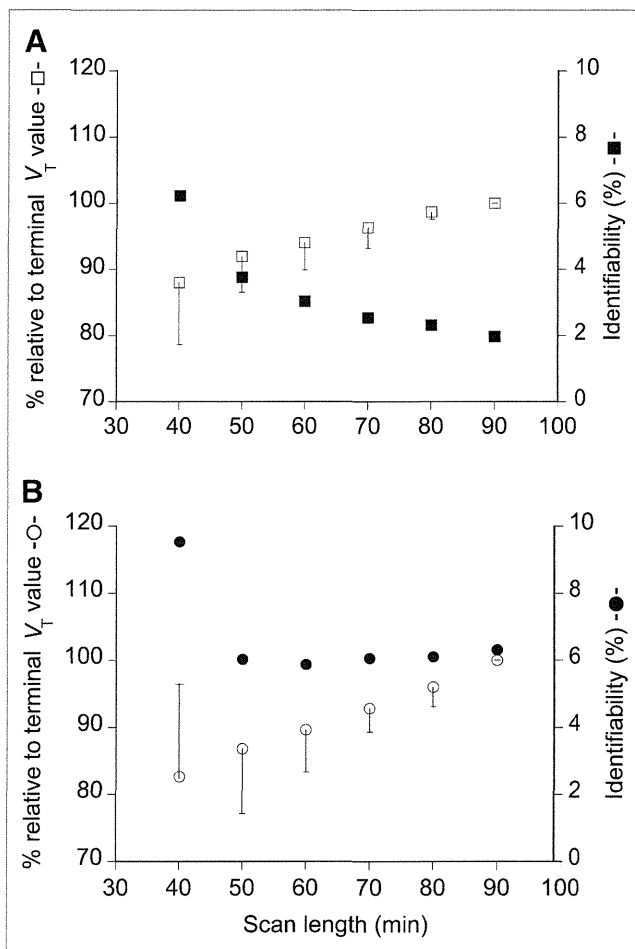 A
% relative to terminal VT value -□-
120
110
100
90
80
70
10
8
6
4
2
0
Identifiability (%) -■-
30 40 50 60 70 80 90 100
B
% relative to terminal VT value -○-
120
110
100
90
80
70
10
8
6
4
2
0
Identifiability (%) -●-
30 40 50 60 70 80 90 100
Scan length (min)